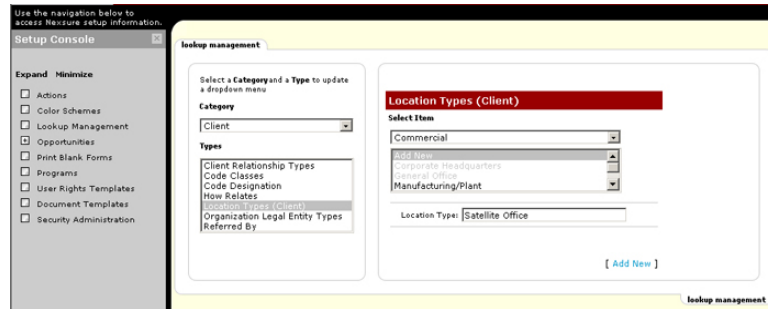 Use the navigation below to
access Nexsure setup information.
Setup Console
Expand Minimize
Actions
Color Schemes
Lookup Management
Opportunities
Print Blank Forms
Programs
User Rights Templates
Document Templates
Security Administration
lookup management
Select a Category and a Type to update
a dropdown menu
Category
Client
Types
Client Relationship Types
Code Classes
Code Designation
How Relates
Location Types (Client)
Organization Legal Entity Types
Referred By
Location Types (Client)
Select Item
Commercial
Add New
Corporate Headquarters
General Office
Manufacturing/Plant
Location Type: Satellite Office
[ Add New ]
lookup management